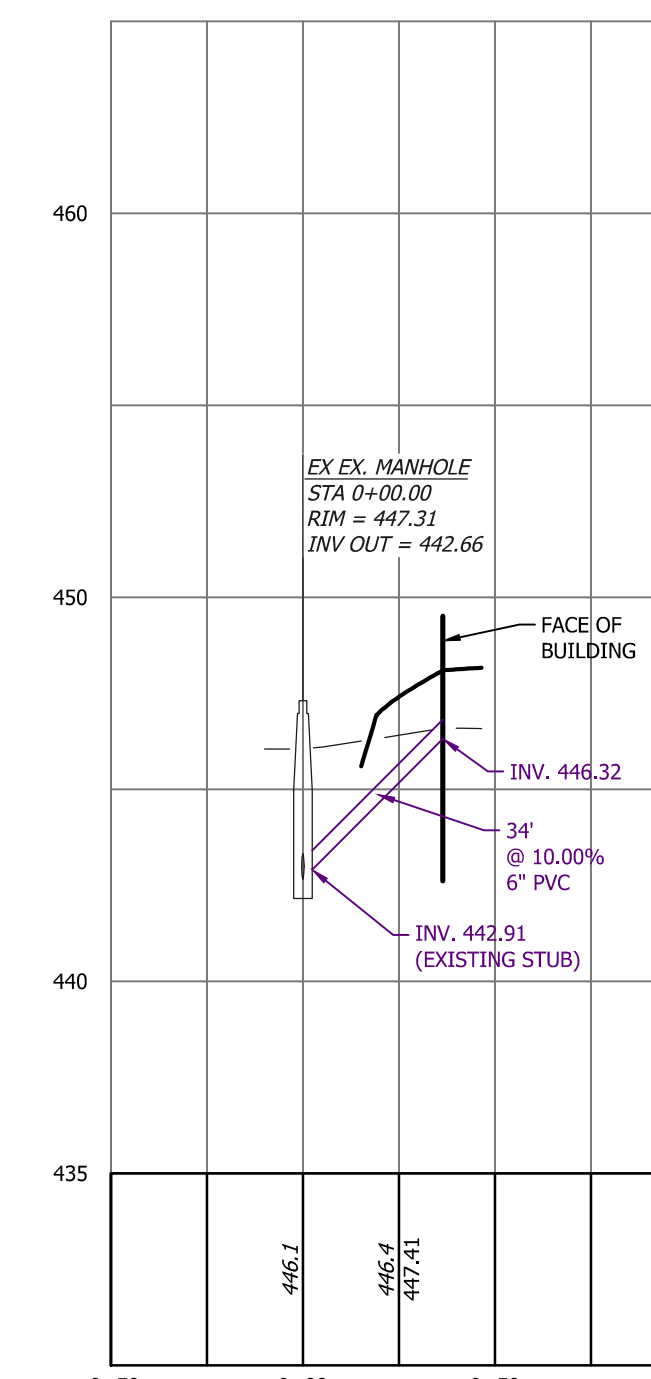 460
EX EX. MANHOLE
STA 0+00.00
RIM = 447.31
INV OUT = 442.66
450
FACE OF
BUILDING
INV. 446.32
34'
@ 10.00%
6" PVC
INV. 442.91
(EXISTING STUB)
440
435
446.1
446.4
447.41